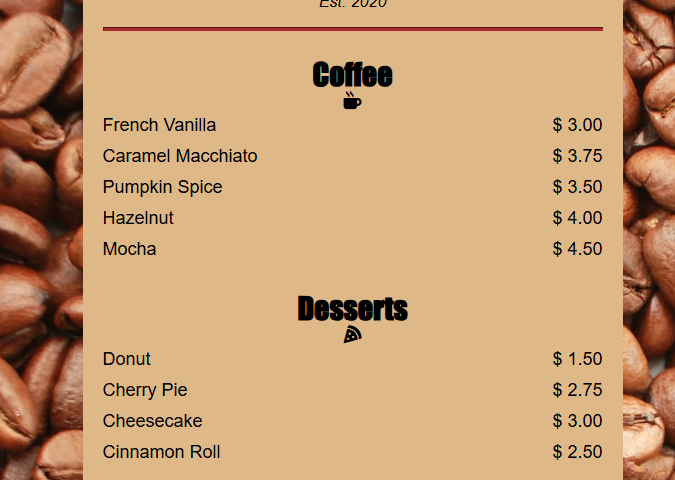 Est. 2020
Coffee
French Vanilla $ 3.00
Caramel Macchiato $ 3.75
Pumpkin Spice $ 3.50
Hazelnut $ 4.00
Mocha $ 4.50
Desserts
Donut $ 1.50
Cherry Pie $ 2.75
Cheesecake $ 3.00
Cinnamon Roll $ 2.50